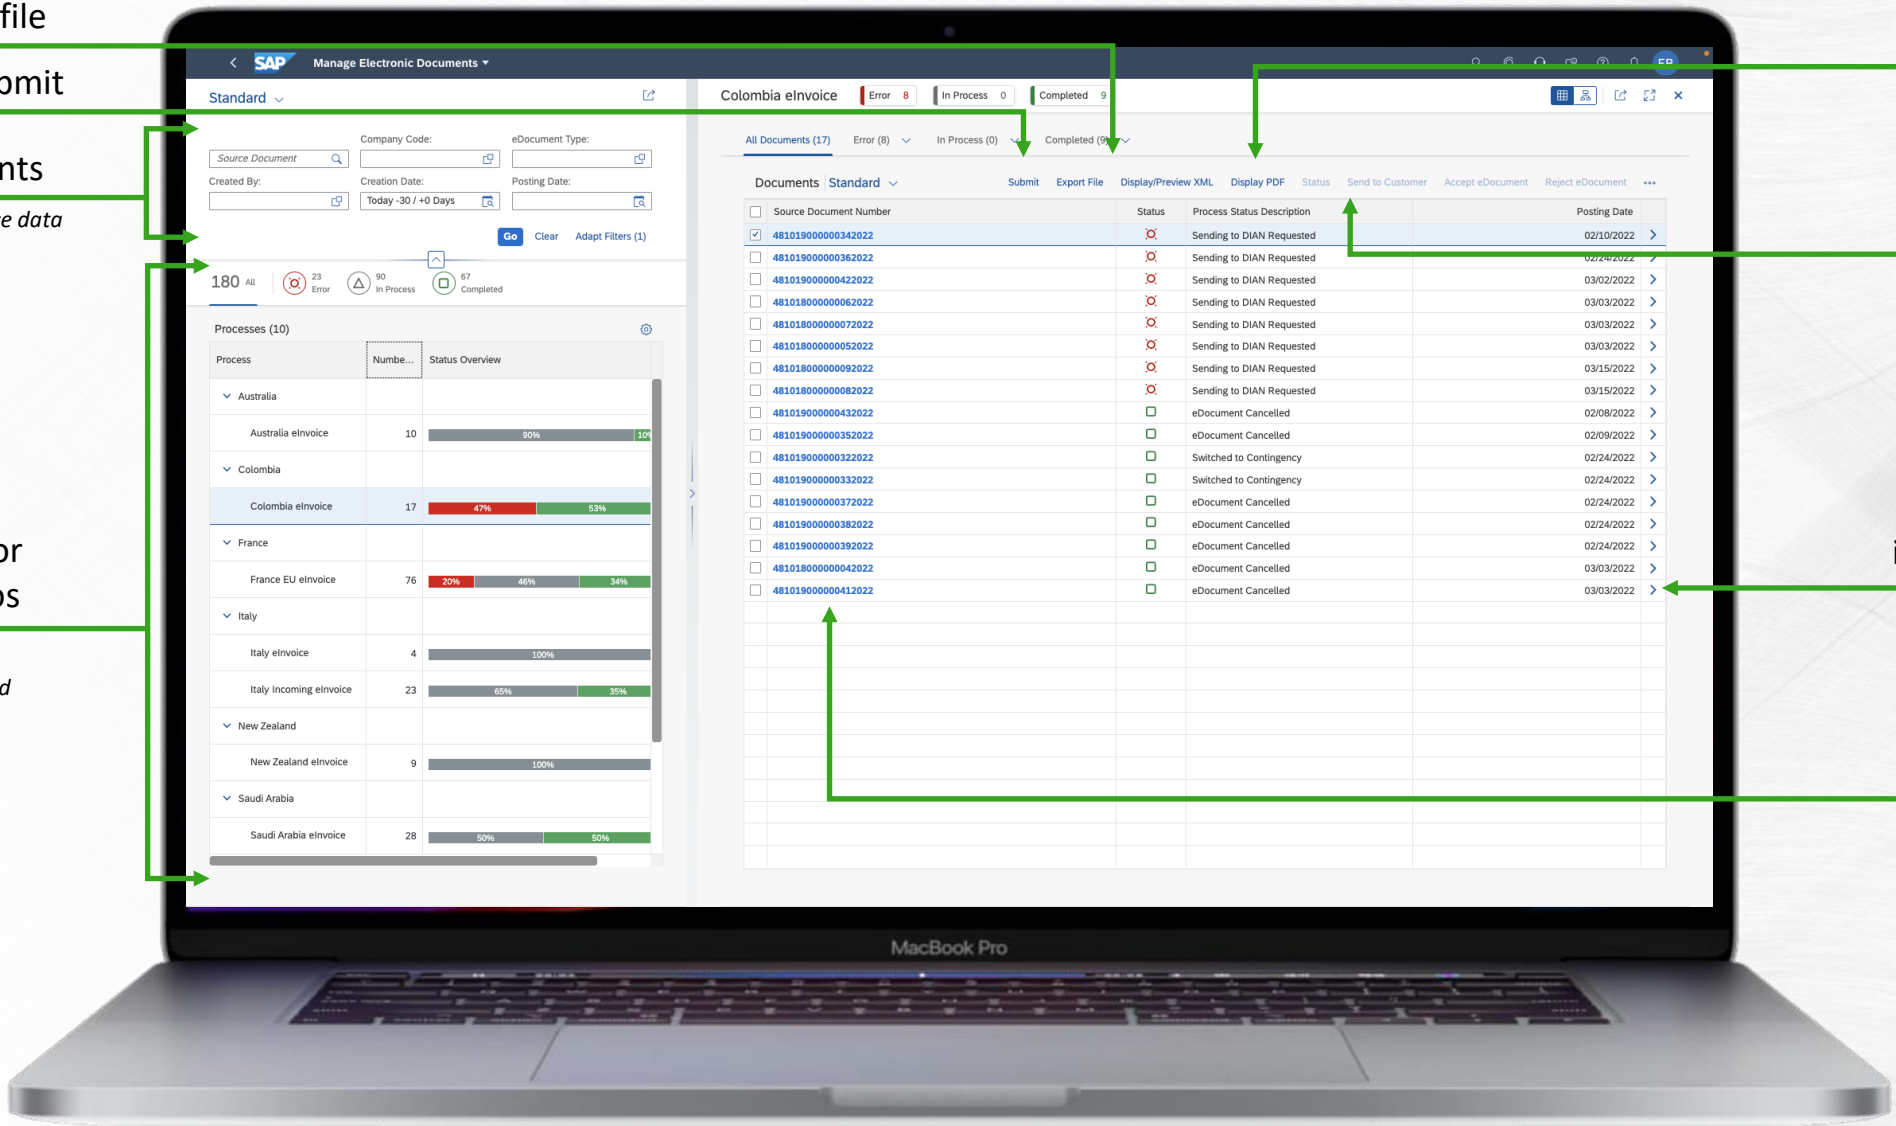 file
bmit
nts
e data
or
os
d
i
SAP Manage Electronic Documents
EB
Standard
Company Code: eDocument Type:
Source Document
Created By: Creation Date: Posting Date:
Today -30 / +0 Days
Go Clear Adapt Filters (1)
180 All 23 Error 90 In Process 67 Completed
Processes (10)
Process Numbe... Status Overview
Australia
Australia eInvoice 10 90% 10%
Colombia
Colombia eInvoice 17 47% 53%
France
France EU eInvoice 76 20% 46% 34%
Italy
Italy eInvoice 4 100%
Italy Incoming eInvoice 23 65% 35%
New Zealand
New Zealand eInvoice 9 100%
Saudi Arabia
Saudi Arabia eInvoice 28 50% 50%
Colombia eInvoice Error 8 In Process 0 Completed 9
All Documents (17) Error (8) In Process (0) Completed (9)
Documents Standard Submit Export File Display/Preview XML Display PDF Status Send to Customer Accept eDocument Reject eDocument
Source Document Number Status Process Status Description Posting Date
481019000000342022 Sending to DIAN Requested 02/10/2022
481019000000362022 Sending to DIAN Requested 02/24/2022
481019000000422022 Sending to DIAN Requested 03/02/2022
481018000000062022 Sending to DIAN Requested 03/03/2022
481018000000072022 Sending to DIAN Requested 03/03/2022
481018000000052022 Sending to DIAN Requested 03/03/2022
481018000000092022 Sending to DIAN Requested 03/15/2022
481018000000082022 Sending to DIAN Requested 03/15/2022
481019000000432022 eDocument Cancelled 02/08/2022
481019000000352022 eDocument Cancelled 02/09/2022
481019000000322022 Switched to Contingency 02/24/2022
481019000000332022 Switched to Contingency 02/24/2022
481019000000372022 eDocument Cancelled 02/24/2022
481019000000382022 eDocument Cancelled 02/24/2022
481019000000392022 eDocument Cancelled 02/24/2022
481018000000042022 eDocument Cancelled 03/03/2022
481019000000412022 eDocument Cancelled 03/03/2022
MacBook Pro